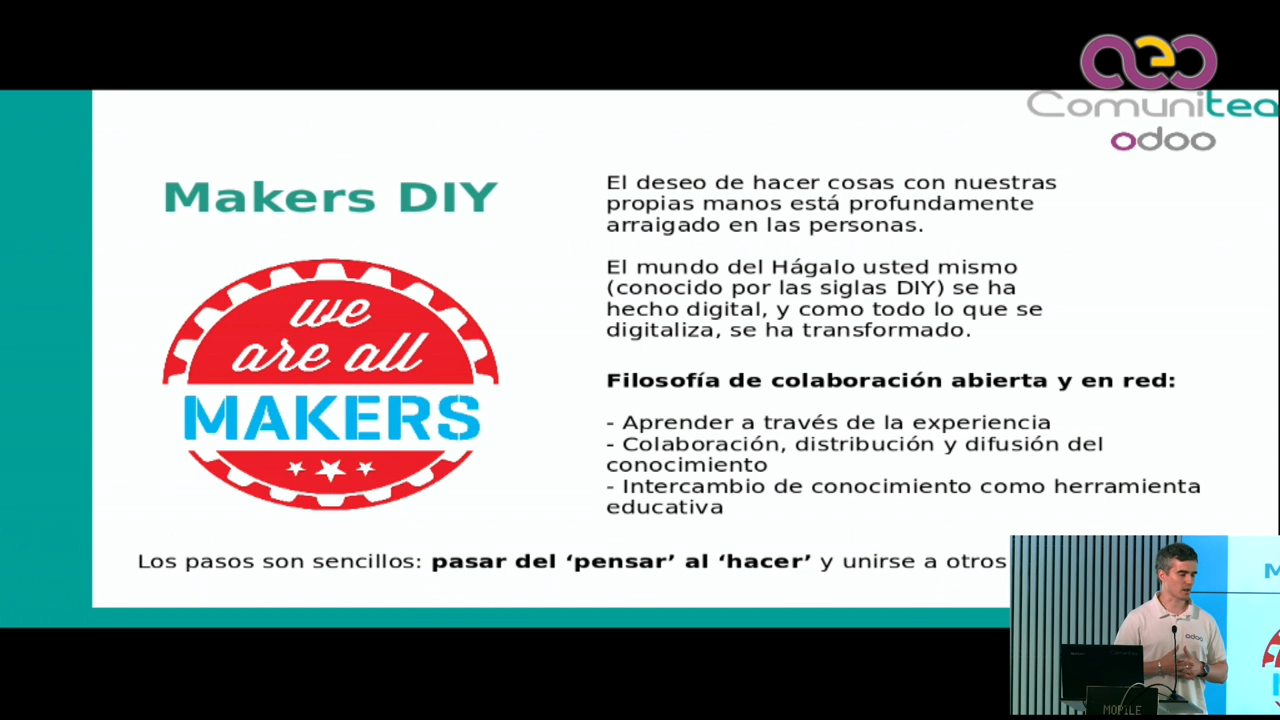 Comunitea
odoo
Makers DIY
we
are all
MAKERS
El deseo de hacer cosas con nuestras
propias manos está profundamente
arraigado en las personas.
El mundo del Hágalo usted mismo
(conocido por las siglas DIY) se ha
hecho digital, y como todo lo que se
digitaliza, se ha transformado.
Filosofía de colaboración abierta y en red:
- Aprender a través de la experiencia
- Colaboración, distribución y difusión del
conocimiento
- Intercambio de conocimiento como herramienta
educativa
Los pasos son sencillos: pasar del ‘pensar’ al ‘hacer’ y unirse a otros
odoo